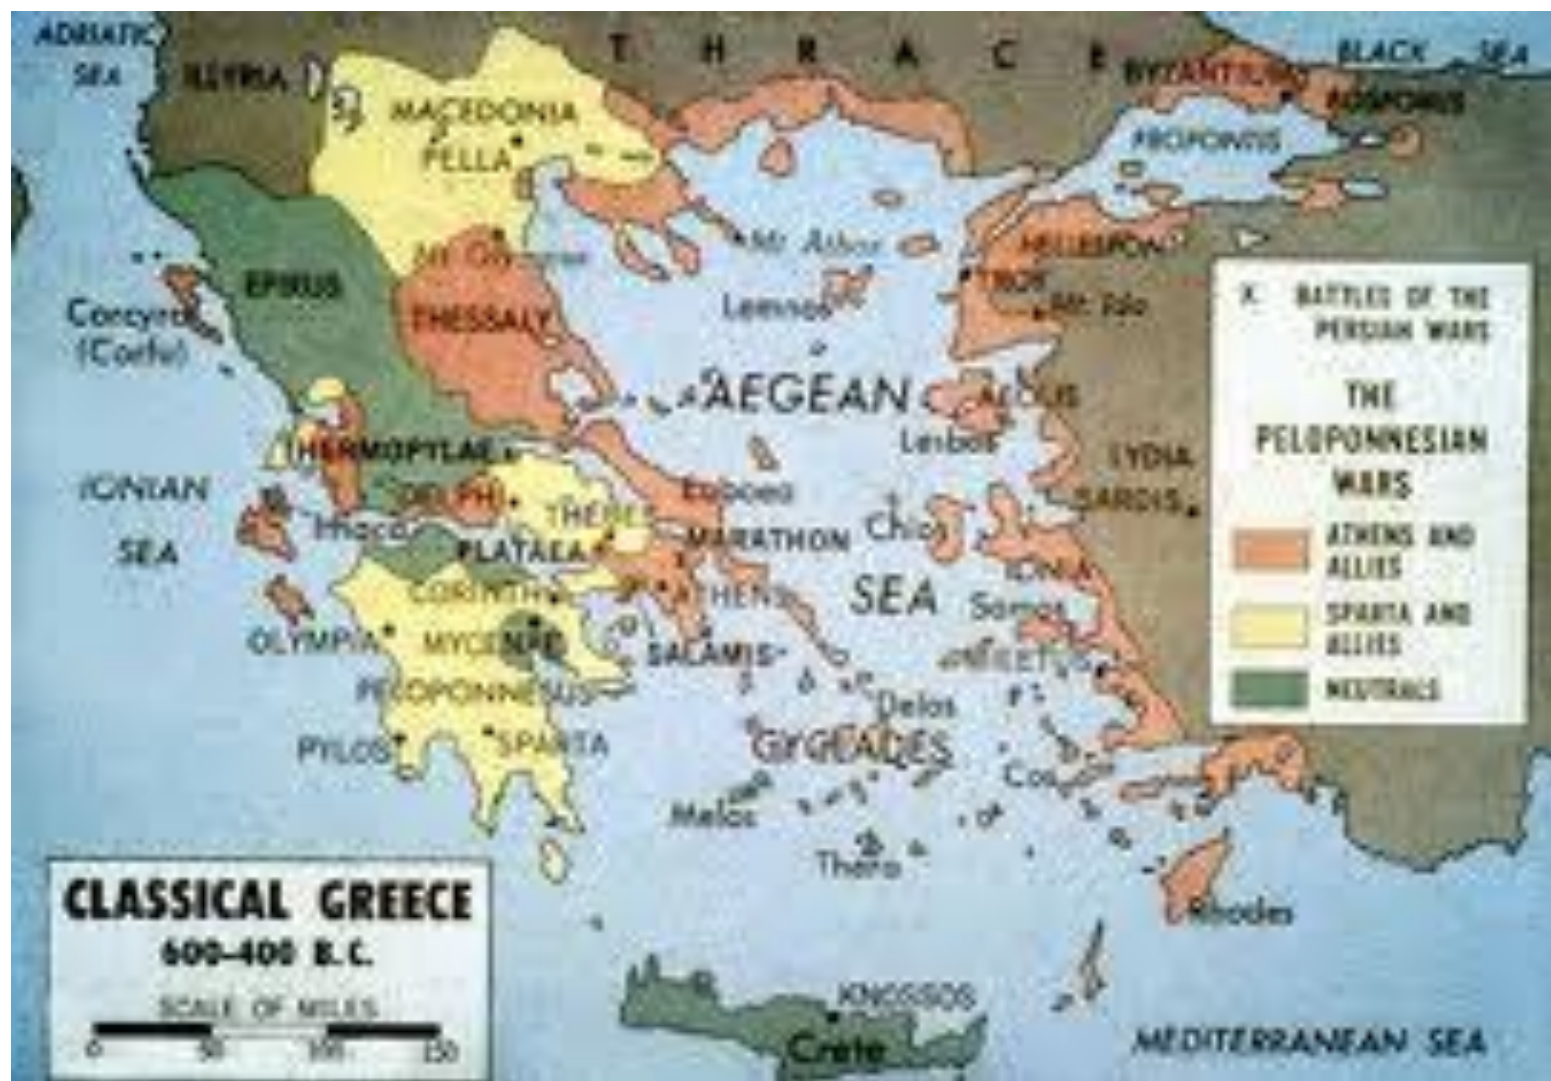 ADRIATIC
SEA
ILLYRIA
T H R A C E
BYZANTIUM
BLACK SEA
BOSPORUS
MACEDONIA
PELLA
PROPONTIS
Mt Athos
HELLESPONT
EPIRUS
TROY
Mt Ida
Corcyra
(Corfu)
THESSALY
Lemnos
X BATTLES OF THE
PERSIAN WARS
THE
PELOPONNESIAN
WARS
ATHENS AND
ALLIES
SPARTA AND
ALLIES
NEUTRALS
AEGEAN
SEA
Lesbos
THERMOPYLAE
LYDIA
SARDIS
IONIAN
SEA
DELPHI
Euboea
Ithaca
THEBES
MARATHON
Chios
PLATAEA
IONIA
CORINTH
ATHENS
Samos
OLYMPIA
MYCENAE
SALAMIS
MILETUS
PELOPONNESUS
Delos
PYLOS
SPARTA
Cos
Melos
Thera
Rhodes
CLASSICAL GREECE
600-400 B.C.
SCALE OF MILES
0 50 100 150
KNOSSOS
Crete
MEDITERRANEAN SEA